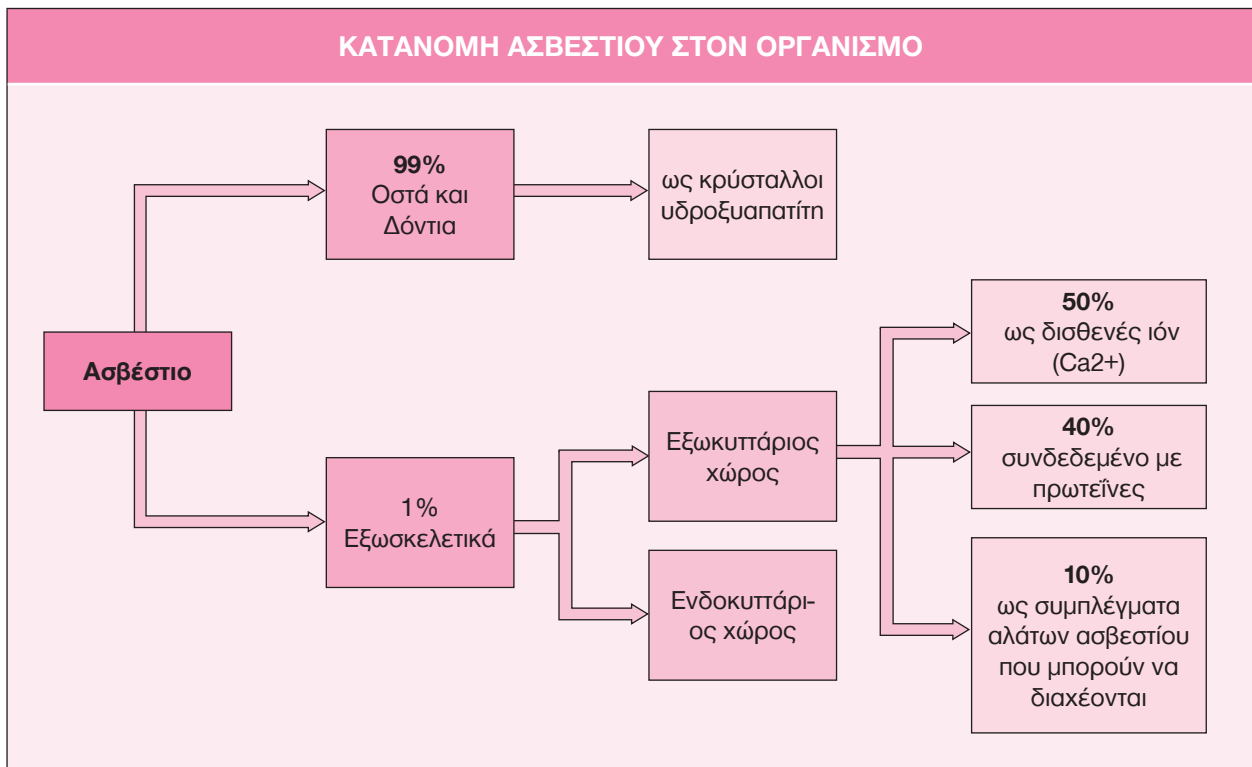 ΚΑΤΑΝΟΜΗ ΑΣΒΕΣΤΙΟΥ ΣΤΟΝ ΟΡΓΑΝΙΣΜΟ
Ασβέστιο
99%
Οστά και
Δόντια
ως κρύσταλλοι
υδροξυαπατίτη
1%
Εξωσκελετικά
Εξωκυττάριος
χώρος
Ενδοκυττάρι-
ος χώρος
50%
ως δισθενές ιόν
(Ca2+)
40%
συνδεδεμένο με
πρωτεΐνες
10%
ως συμπλέγματα
αλάτων ασβεστίου
που μπορούν να
διαχέονται